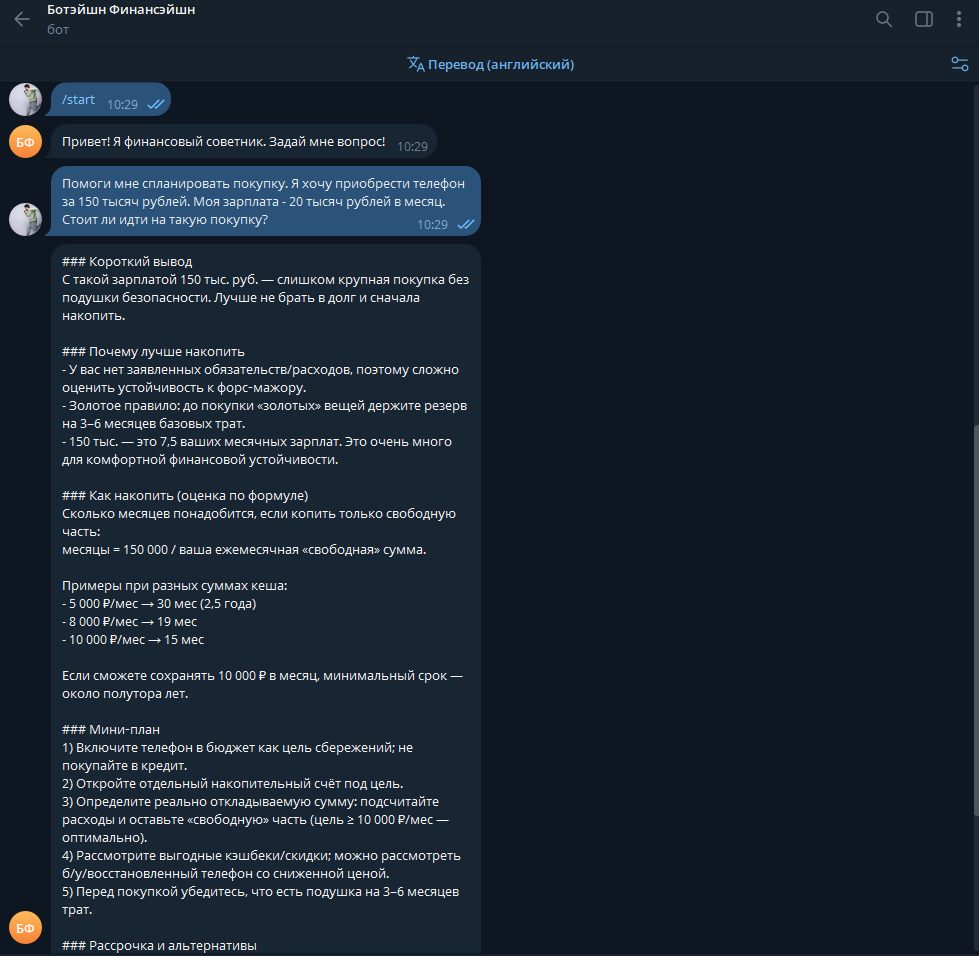 Ботэйшн Финансэйшн
бот
Перевод (английский)
/start 10:29
БФ
Привет! Я финансовый советник. Задай мне вопрос! 10:29
Помоги мне спланировать покупку. Я хочу приобрести телефон
за 150 тысяч рублей. Моя зарплата - 20 тысяч рублей в месяц.
Стоит ли идти на такую покупку?
10:29
### Короткий вывод
С такой зарплатой 150 тыс. руб. — слишком крупная покупка без
подушки безопасности. Лучше не брать в долг и сначала
накопить.
### Почему лучше накопить
- У вас нет заявленных обязательств/расходов, поэтому сложно
оценить устойчивость к форс-мажору.
- Золотое правило: до покупки «золотых» вещей держите резерв
на 3–6 месяцев базовых трат.
- 150 тыс. — это 7,5 ваших месячных зарплат. Это очень много
для комфортной финансовой устойчивости.
### Как накопить (оценка по формуле)
Сколько месяцев понадобится, если копить только свободную
часть:
месяцы = 150 000 / ваша ежемесячная «свободная» сумма.
Примеры при разных суммах кеша:
- 5 000 ₽/мес → 30 мес (2,5 года)
- 8 000 ₽/мес → 19 мес
- 10 000 ₽/мес → 15 мес
Если сможете сохранять 10 000 ₽ в месяц, минимальный срок —
около полутора лет.
### Мини-план
1) Включите телефон в бюджет как цель сбережений; не
покупайте в кредит.
2) Откройте отдельный накопительный счёт под цель.
3) Определите реально откладываемую сумму: подсчитайте
расходы и оставьте «свободную» часть (цель ≥ 10 000 ₽/мес —
оптимально).
4) Рассмотрите выгодные кэшбеки/скидки; можно рассмотреть
б/у/восстановленный телефон со сниженной ценой.
5) Перед покупкой убедитесь, что есть подушка на 3–6 месяцев
трат.
БФ
### Рассрочка и альтернативы